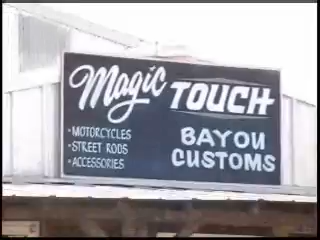 Magic TOUCH
• MOTORCYCLES
• STREET RODS
• ACCESSORIES
BAYOU
CUSTOMS